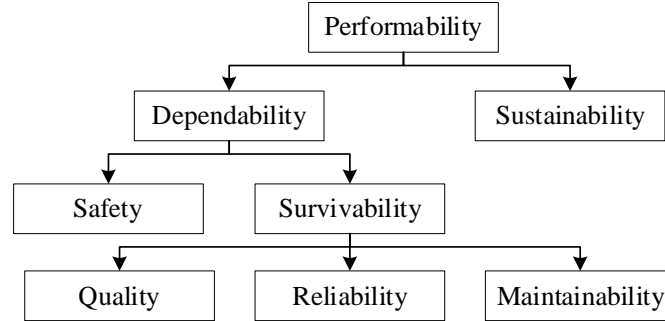 Performability
Dependability
Sustainability
Safety
Survivability
Quality
Reliability
Maintainability